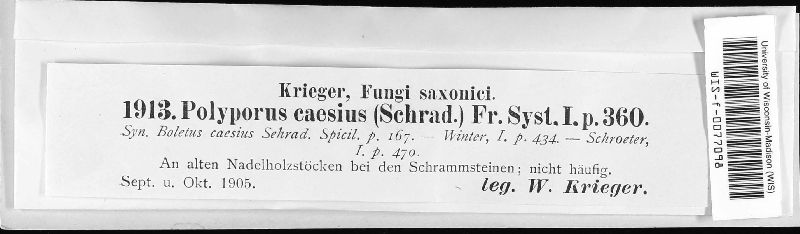 Krieger, Fungi saxonici.
1913. Polyporus caesius (Schrad.) Fr. Syst. I. p. 360.
Syn. Boletus caesius Schrad. Spicil. p. 167. — Winter, I. p. 434. — Schroeter,
I. p. 470.
An alten Nadelholzstöcken bei den Schrammsteinen; nicht häufig.
Sept. u. Okt. 1905.
leg. W. Krieger.
University of Wisconsin-Madison (WIS)
WIS-f-0077098